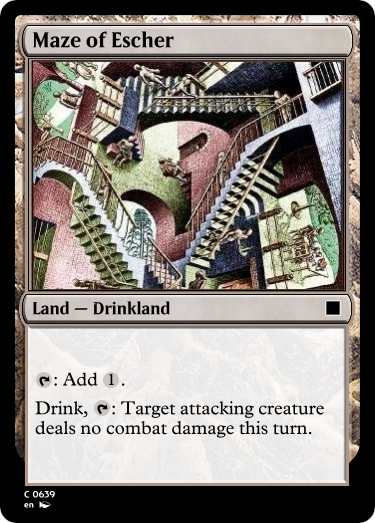 Maze of Escher
Land — Drinkland
: Add 1.
Drink, : Target attacking creature
deals no combat damage this turn.
C 0639
en